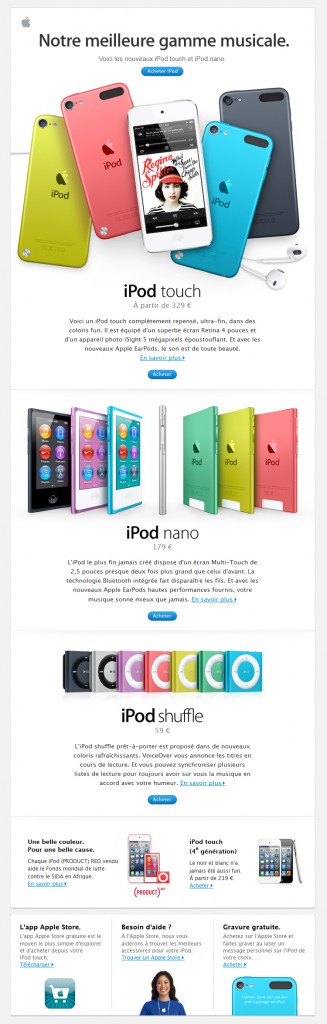 Notre meilleure gamme musicale.
Voici les nouveaux iPod touch et iPod nano.
Acheter iPod
iPod
iPod
Regina
Spektor
iPod
iPod
iPod touch
À partir de 329 €
Voici un iPod touch complètement repensé, ultra-fin, dans des
coloris fun. Il est équipé d'un superbe écran Retina 4 pouces et
d'un appareil photo iSight 5 mégapixels époustouflant. Et avec les
nouveaux Apple EarPods, le son est de toute beauté.
En savoir plus
Acheter
iPod
iPod
iPod
iPod nano
179 €
L'iPod le plus fin jamais créé dispose d'un écran Multi-Touch de
2,5 pouces presque deux fois plus grand que celui d'avant. La
technologie Bluetooth intégrée fait disparaître les fils. Et avec les
nouveaux Apple EarPods hautes performances fournis, votre
musique sonne mieux que jamais. En savoir plus
Acheter
iPod shuffle
59 €
L'iPod shuffle prêt-à-porter est proposé dans de nouveaux
coloris rafraîchissants. VoiceOver vous annonce les titres en
cours de lecture. Et vous pouvez synchroniser plusieurs
listes de lecture pour toujours avoir sur vous la musique en
accord avec votre humeur. En savoir plus
Acheter
Une belle couleur.
Pour une belle cause.
Chaque iPod (PRODUCT) RED vendu
aide le Fonds mondial de lutte
contre le SIDA en Afrique.
En savoir plus
(PRODUCT)RED
iPod touch
(4e génération)
Le noir et blanc n'a
jamais été aussi fun.
À partir de 219 €.
Acheter
L'app Apple Store.
L'app Apple Store gratuite est le
moyen le plus simple d'explorer
et d'acheter depuis votre
iPod touch.
Télécharger
Besoin d'aide ?
À l'Apple Store, nous vous
aiderons à trouver les meilleurs
accessoires pour votre iPod.
Trouver un Apple Store
Gravure gratuite.
Achetez sur l'Apple Store et
faites graver au laser un
message personnel sur l'iPod
de votre choix.
Acheter